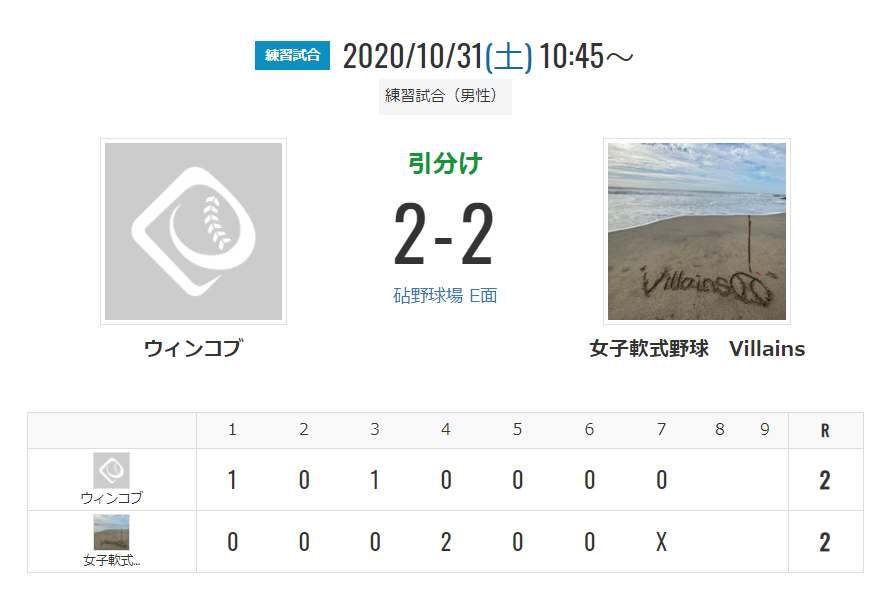 練習試合 2020/10/31(土) 10:45～
練習試合（男性）
引分け
2-2
砧野球場 E面
ウィンコブ
Villains
女子軟式野球　Villains
1 2 3 4 5 6 7 8 9 R
ウィンコブ 1 0 1 0 0 0 0 2
女子軟式... 0 0 0 2 0 0 X 2